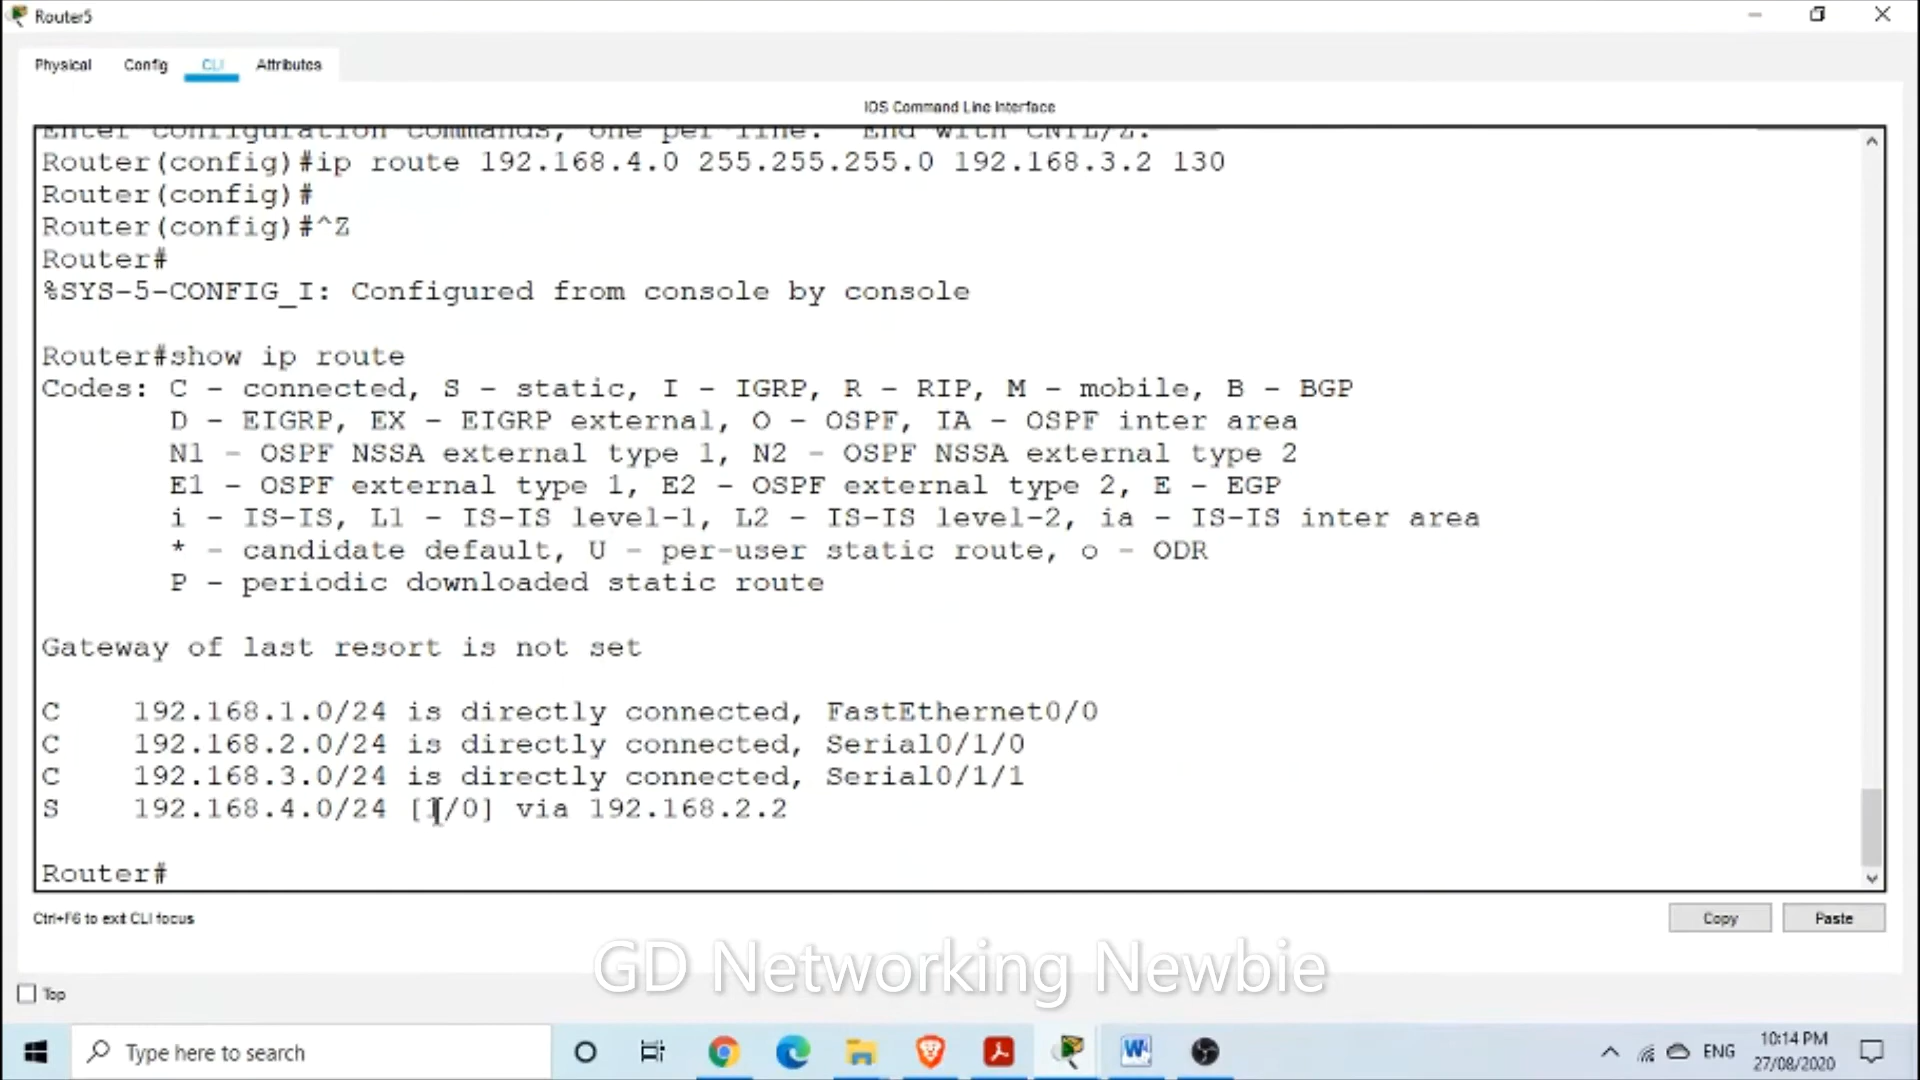 Router5
Physical Config CLI Attributes
IOS Command Line Interface
Enter configuration commands, one per line. End with CNTL/Z.
Router(config)#ip route 192.168.4.0 255.255.255.0 192.168.3.2 130
Router(config)#
Router(config)#^Z
Router#
%SYS-5-CONFIG_I: Configured from console by console
Router#show ip route
Codes: C - connected, S - static, I - IGRP, R - RIP, M - mobile, B - BGP
D - EIGRP, EX - EIGRP external, O - OSPF, IA - OSPF inter area
N1 - OSPF NSSA external type 1, N2 - OSPF NSSA external type 2
E1 - OSPF external type 1, E2 - OSPF external type 2, E - EGP
i - IS-IS, L1 - IS-IS level-1, L2 - IS-IS level-2, ia - IS-IS inter area
* - candidate default, U - per-user static route, o - ODR
P - periodic downloaded static route
Gateway of last resort is not set
C 192.168.1.0/24 is directly connected, FastEthernet0/0
C 192.168.2.0/24 is directly connected, Serial0/1/0
C 192.168.3.0/24 is directly connected, Serial0/1/1
S 192.168.4.0/24 [1/0] via 192.168.2.2
Router#
Ctrl+F6 to exit CLI focus
Copy Paste
GD Networking Newbie
Top
Type here to search
ENG
10:14 PM
27/08/2020